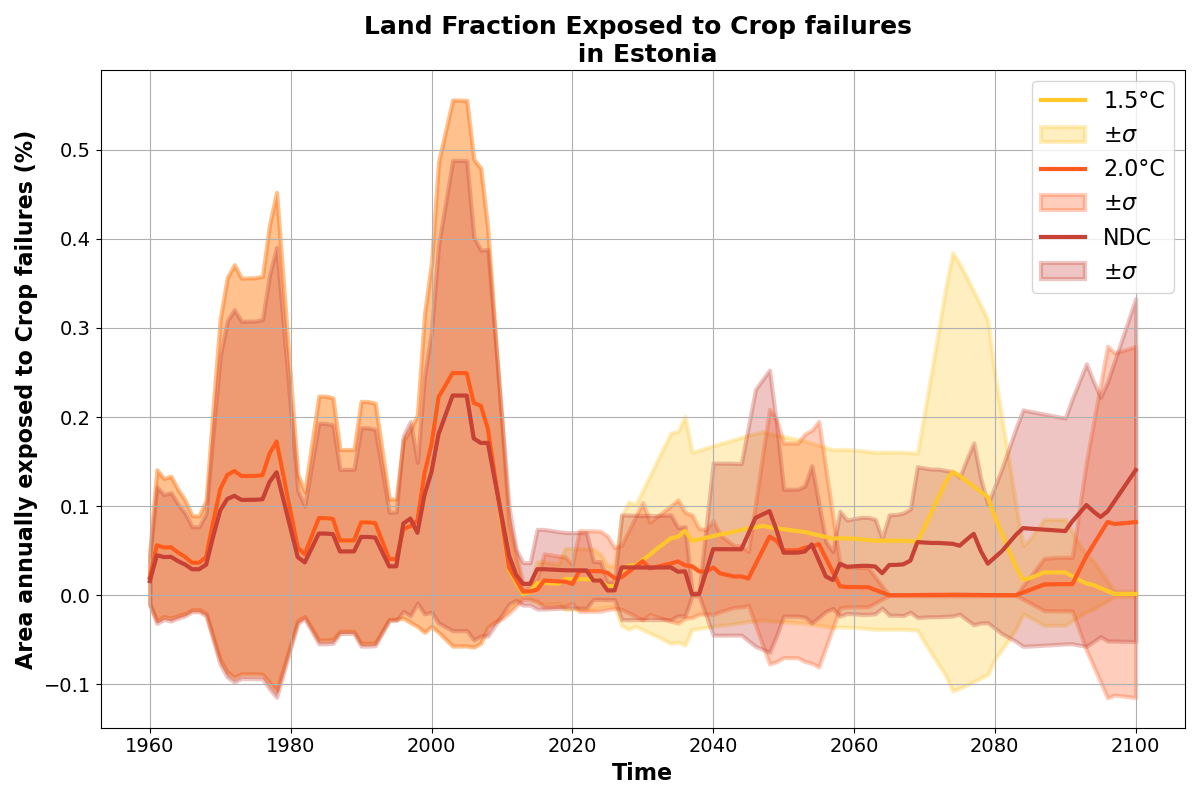 Land Fraction Exposed to Crop failures
in Estonia
Area annually exposed to Crop failures (%)
0.5
0.4
0.3
0.2
0.1
0.0
−0.1
1.5°C
±σ
2.0°C
±σ
NDC
±σ
1960
1980
2000
2020
2040
2060
2080
2100
Time